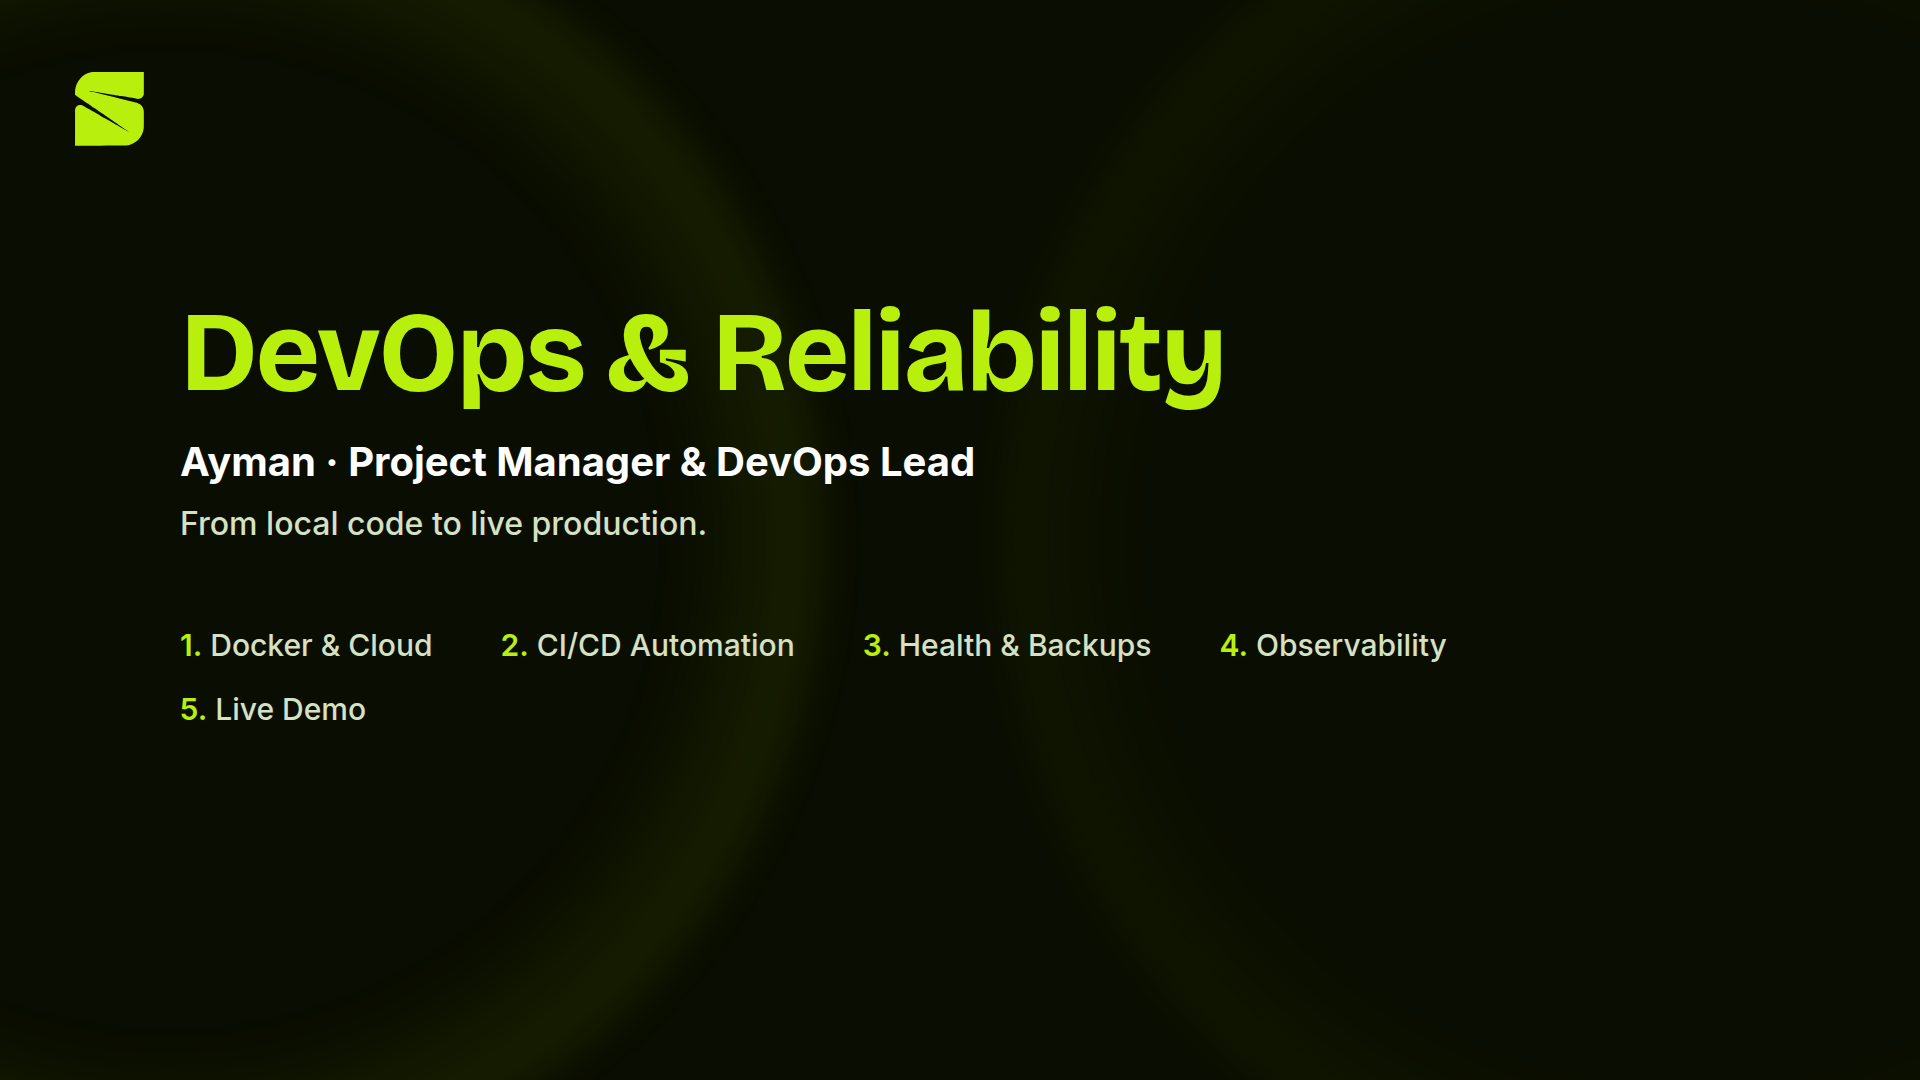 DevOps & Reliability
Ayman · Project Manager & DevOps Lead
From local code to live production.
1. Docker & Cloud 2. CI/CD Automation 3. Health & Backups 4. Observability
5. Live Demo